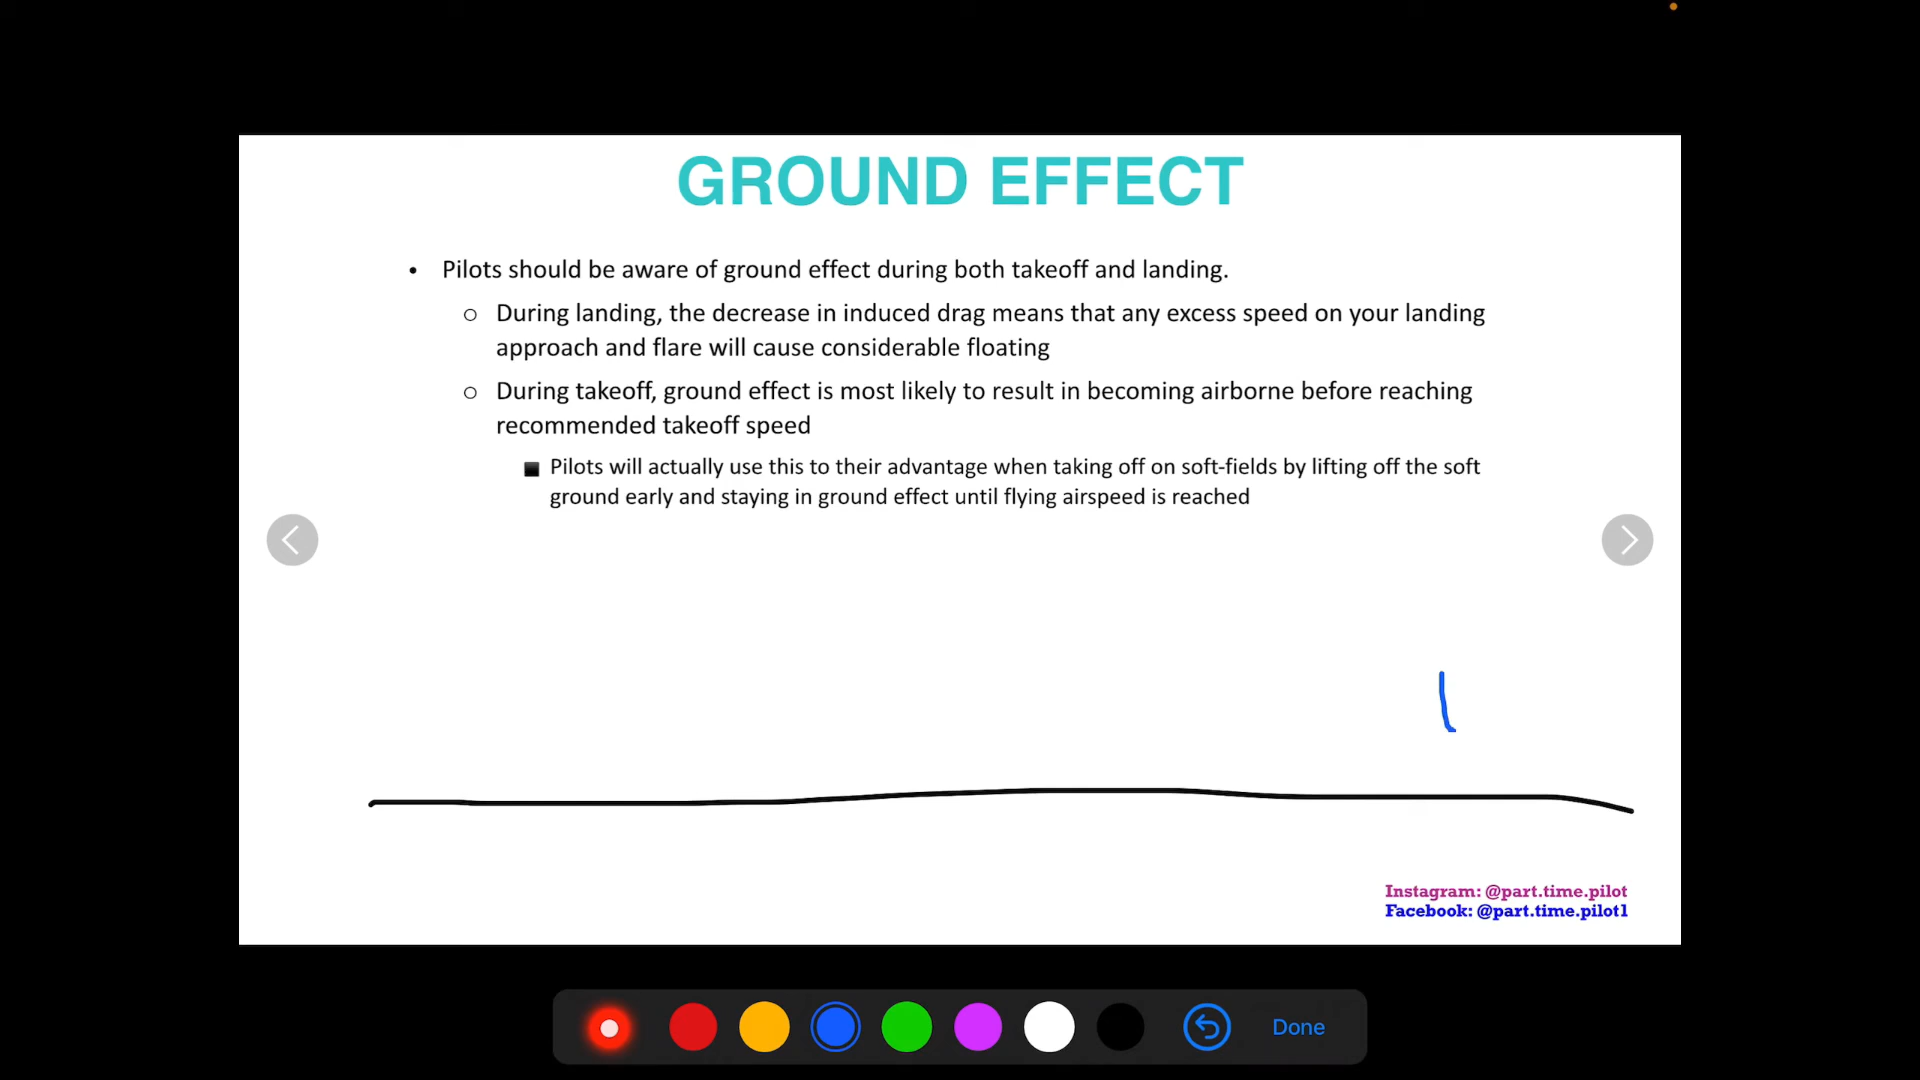 GROUND EFFECT
• Pilots should be aware of ground effect during both takeoff and landing.
o During landing, the decrease in induced drag means that any excess speed on your landing
approach and flare will cause considerable floating
o During takeoff, ground effect is most likely to result in becoming airborne before reaching
recommended takeoff speed
■ Pilots will actually use this to their advantage when taking off on soft-fields by lifting off the soft
ground early and staying in ground effect until flying airspeed is reached
Instagram: @part.time.pilot
Facebook: @part.time.pilot1
Done